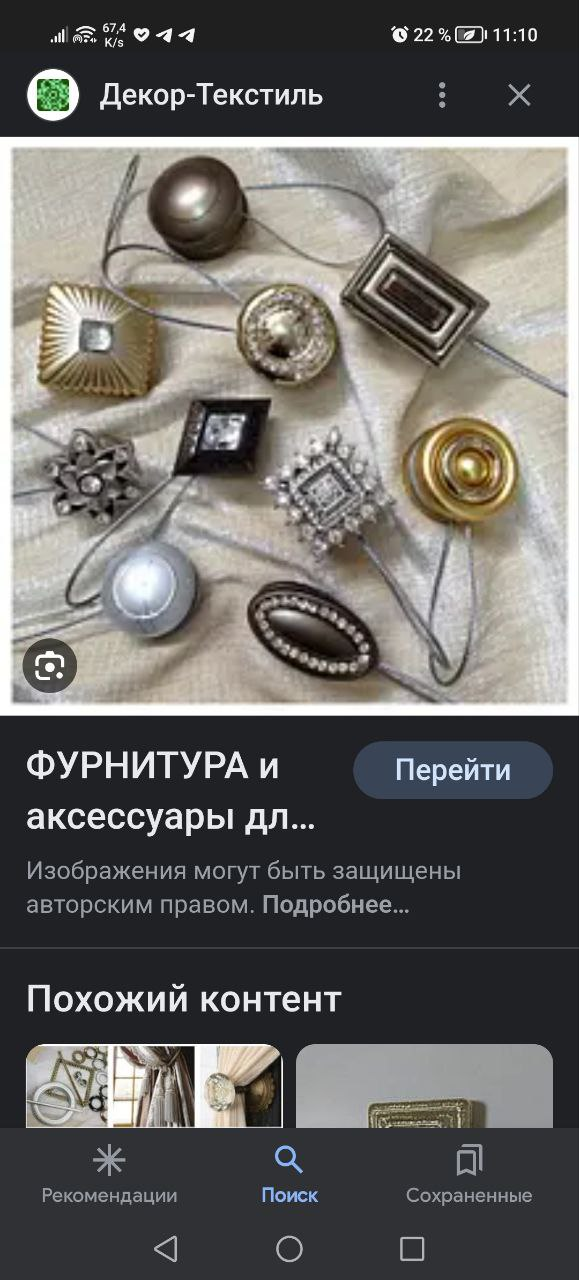 67,4
K/s
22 %
11:10
Декор-Текстиль
ФУРНИТУРА и
аксессуары дл...
Перейти
Изображения могут быть защищены
авторским правом. Подробнее...
Похожий контент
Рекомендации
Поиск
Сохраненные